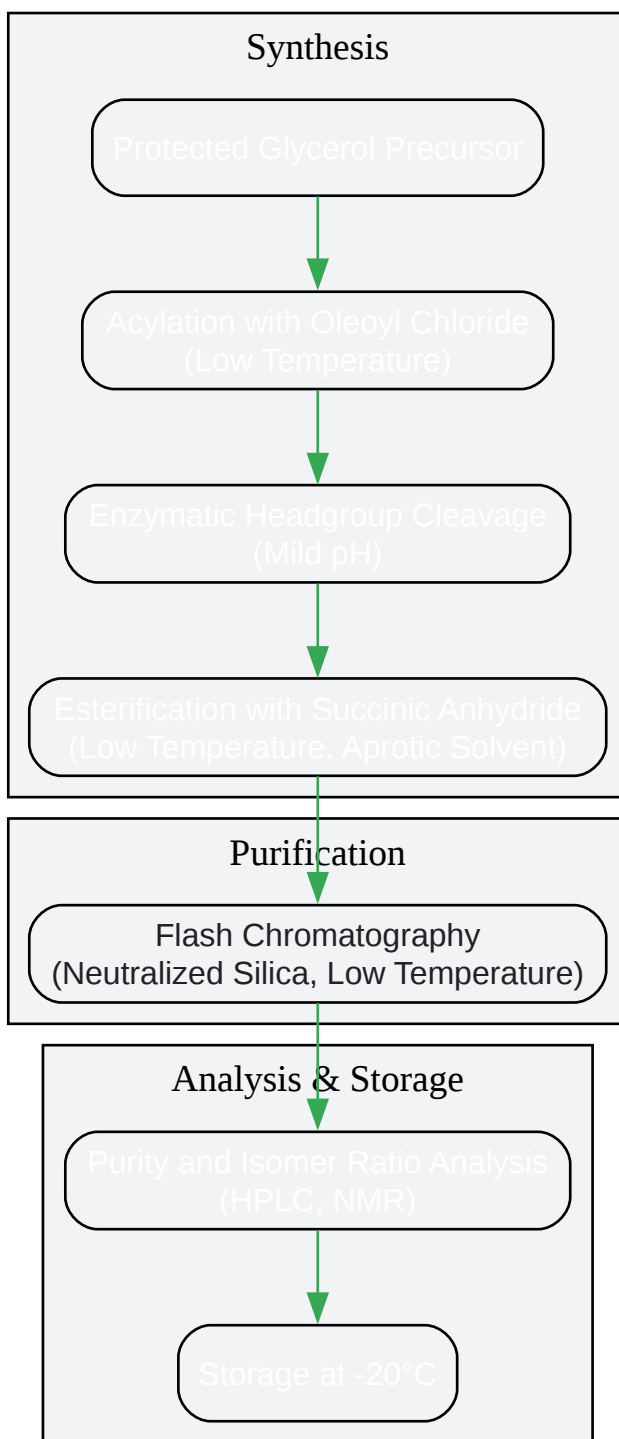 Synthesis
Protected Glycerol Precursor
Acylation with Oleoyl Chloride
(Low Temperature)
Enzymatic Headgroup Cleavage
(Mild pH)
Esterification with Succinic Anhydride
(Low Temperature, Aprotic Solvent)
Purification
Flash Chromatography
(Neutralized Silica, Low Temperature)
Analysis & Storage
Purity and Isomer Ratio Analysis
(HPLC, NMR)
Storage at -20°C